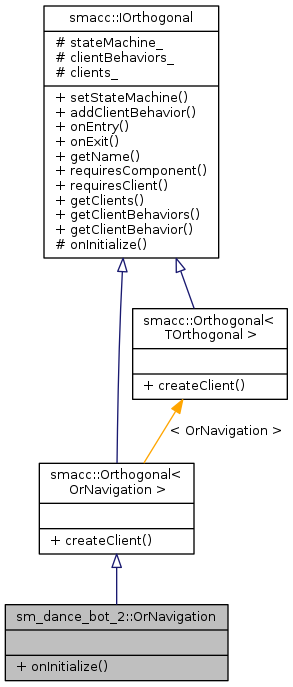 smacc::IOrthogonal
# stateMachine_
# clientBehaviors_
# clients_
+ setStateMachine()
+ addClientBehavior()
+ onEntry()
+ onExit()
+ getName()
+ requiresComponent()
+ requiresClient()
+ getClients()
+ getClientBehaviors()
+ getClientBehavior()
# onInitialize()
smacc::Orthogonal<
TOrthogonal >
+ createClient()
< OrNavigation >
smacc::Orthogonal<
OrNavigation >
+ createClient()
sm_dance_bot_2::OrNavigation
+ onInitialize()